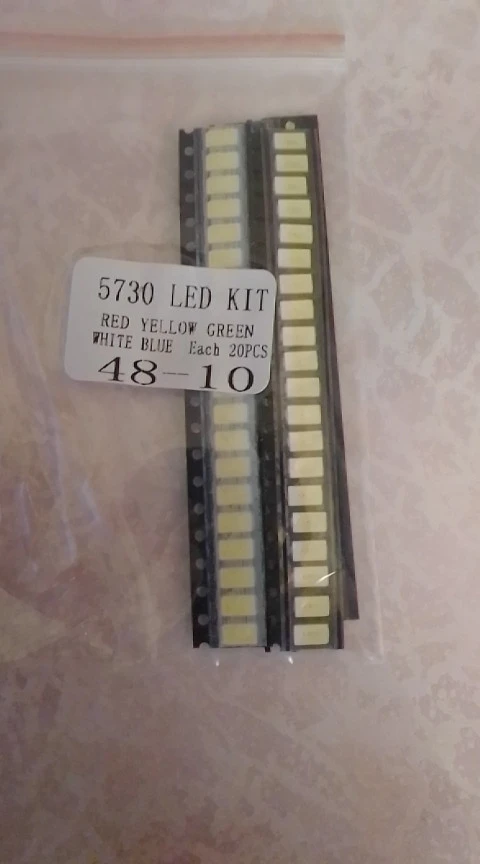 5730 LED KIT
RED YELLOW GREEN
WHITE BLUE Each 20PCS
48-10